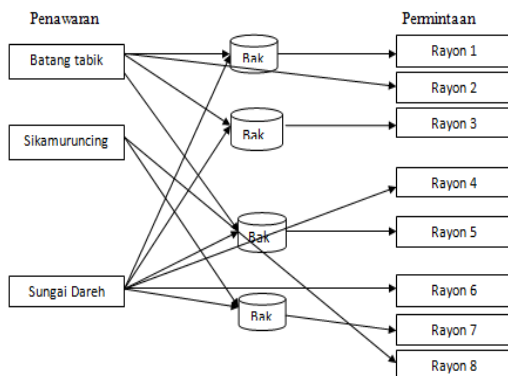 Penawaran
Permintaan
Batang tabik
Sikamuruncing
Sungai Dareh
Bak
Bak
Bak
Bak
Rayon 1
Rayon 2
Rayon 3
Rayon 4
Rayon 5
Rayon 6
Rayon 7
Rayon 8